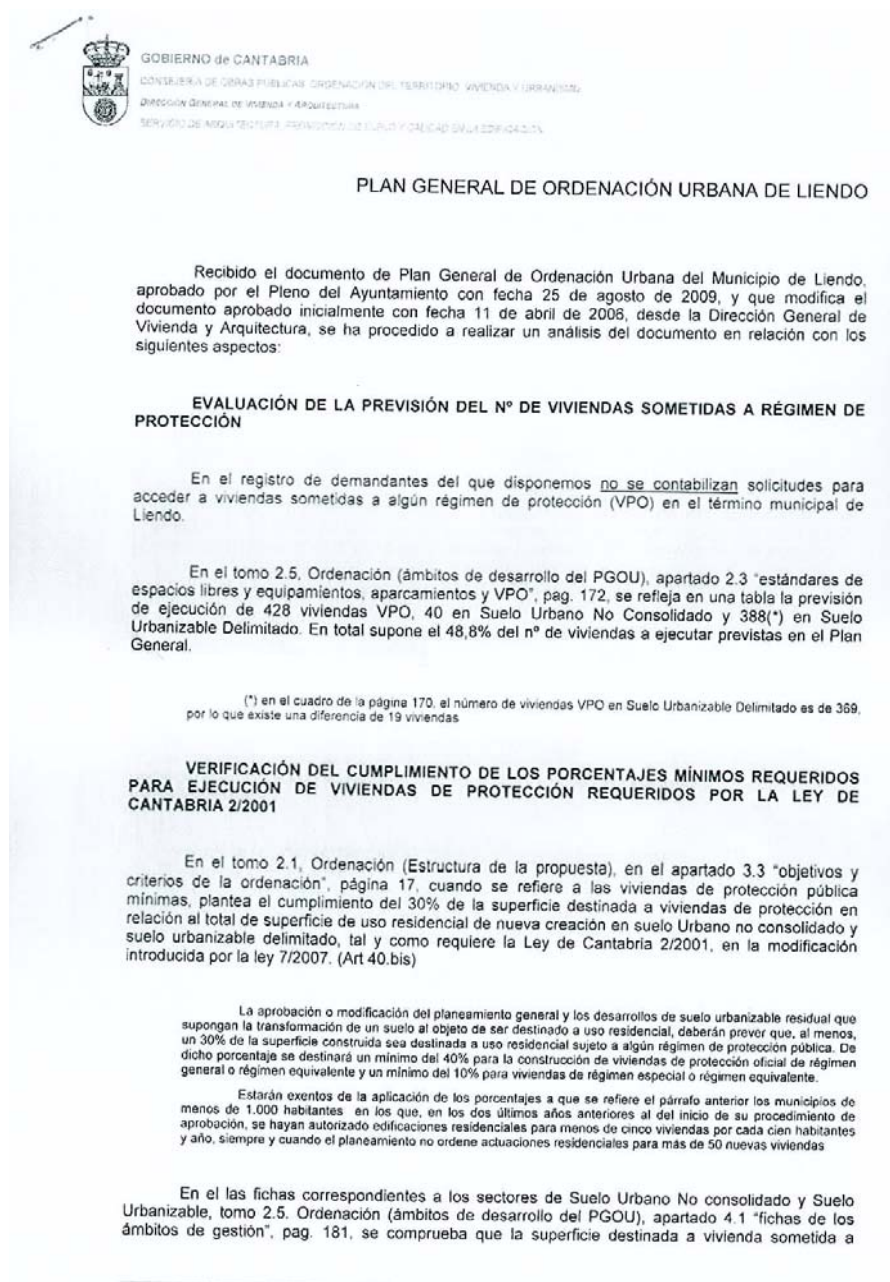 GOBIERNO de CANTABRIA
CONSEJERÍA DE OBRAS PÚBLICAS, ORDENACIÓN DEL TERRITORIO, VIVIENDA Y URBANISMO
DIRECCIÓN GENERAL DE VIVIENDA Y ARQUITECTURA
SERVICIO DE ARQUITECTURA, PROMOCIÓN DE SUELO Y CALIDAD EN LA EDIFICACIÓN
PLAN GENERAL DE ORDENACIÓN URBANA DE LIENDO
Recibido el documento de Plan General de Ordenación Urbana del Municipio de Liendo,
aprobado por el Pleno del Ayuntamiento con fecha 25 de agosto de 2009, y que modifica el
documento aprobado inicialmente con fecha 11 de abril de 2006, desde la Dirección General de
Vivienda y Arquitectura, se ha procedido a realizar un análisis del documento en relación con los
siguientes aspectos:
EVALUACIÓN DE LA PREVISIÓN DEL Nº DE VIVIENDAS SOMETIDAS A RÉGIMEN DE
PROTECCIÓN
En el registro de demandantes del que disponemos no se contabilizan solicitudes para
acceder a viviendas sometidas a algún régimen de protección (VPO) en el término municipal de
Liendo.
En el tomo 2.5, Ordenación (ámbitos de desarrollo del PGOU), apartado 2.3 "estándares de
espacios libres y equipamientos, aparcamientos y VPO", pag. 172, se refleja en una tabla la previsión
de ejecución de 428 viviendas VPO, 40 en Suelo Urbano No Consolidado y 388(*) en Suelo
Urbanizable Delimitado. En total supone el 48,8% del nº de viviendas a ejecutar previstas en el Plan
General.
(*) en el cuadro de la página 170, el número de viviendas VPO en Suelo Urbanizable Delimitado es de 369,
por lo que existe una diferencia de 19 viviendas
VERIFICACIÓN DEL CUMPLIMIENTO DE LOS PORCENTAJES MÍNIMOS REQUERIDOS
PARA EJECUCIÓN DE VIVIENDAS DE PROTECCIÓN REQUERIDOS POR LA LEY DE
CANTABRIA 2/2001
En el tomo 2.1, Ordenación (Estructura de la propuesta), en el apartado 3.3 "objetivos y
criterios de la ordenación", página 17, cuando se refiere a las viviendas de protección pública
mínimas, plantea el cumplimiento del 30% de la superficie destinada a viviendas de protección en
relación al total de superficie de uso residencial de nueva creación en suelo Urbano no consolidado y
suelo urbanizable delimitado, tal y como requiere la Ley de Cantabria 2/2001, en la modificación
introducida por la ley 7/2007. (Art 40.bis)
La aprobación o modificación del planeamiento general y los desarrollos de suelo urbanizable residual que
supongan la transformación de un suelo al objeto de ser destinado a uso residencial, deberán prever que, al menos,
un 30% de la superficie construida sea destinada a uso residencial sujeto a algún régimen de protección pública. De
dicho porcentaje se destinará un mínimo del 40% para la construcción de viviendas de protección oficial de régimen
general o régimen equivalente y un mínimo del 10% para viviendas de régimen especial o régimen equivalente.
Estarán exentos de la aplicación de los porcentajes a que se refiere el párrafo anterior los municipios de
menos de 1.000 habitantes en los que, en los dos últimos años anteriores al del inicio de su procedimiento de
aprobación, se hayan autorizado edificaciones residenciales para menos de cinco viviendas por cada cien habitantes
y año, siempre y cuando el planeamiento no ordene actuaciones residenciales para más de 50 nuevas viviendas
En el las fichas correspondientes a los sectores de Suelo Urbano No consolidado y Suelo
Urbanizable, tomo 2.5. Ordenación (ámbitos de desarrollo del PGOU), apartado 4.1 "fichas de los
ámbitos de gestión", pag. 181, se comprueba que la superficie destinada a vivienda sometida a